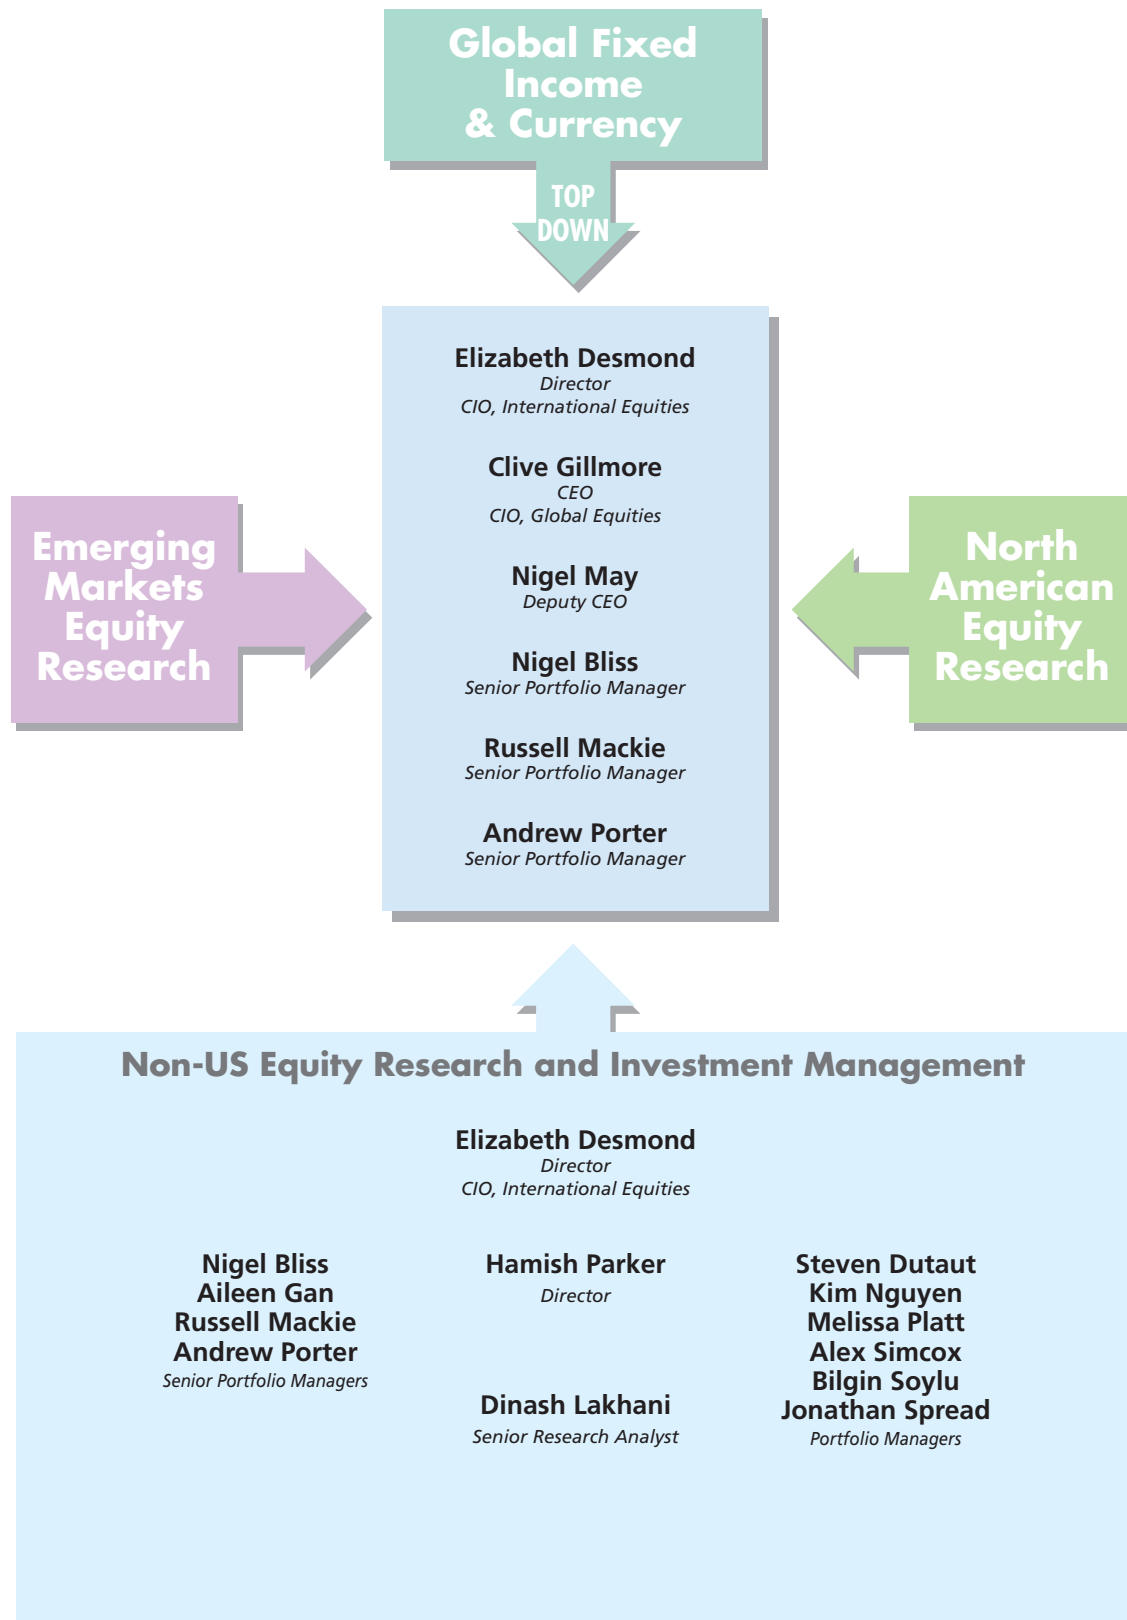 Global Fixed
Income
& Currency
TOP
DOWN
Elizabeth Desmond
Director
CIO, International Equities
Clive Gillmore
CEO
CIO, Global Equities
Nigel May
Deputy CEO
Nigel Bliss
Senior Portfolio Manager
Russell Mackie
Senior Portfolio Manager
Andrew Porter
Senior Portfolio Manager
Emerging
Markets
Equity
Research
North
American
Equity
Research
Non-US Equity Research and Investment Management
Elizabeth Desmond
Director
CIO, International Equities
Nigel Bliss
Aileen Gan
Russell Mackie
Andrew Porter
Senior Portfolio Managers
Hamish Parker
Director
Dinash Lakhani
Senior Research Analyst
Steven Dutaut
Kim Nguyen
Melissa Platt
Alex Simcox
Bilgin Soylu
Jonathan Spread
Portfolio Managers